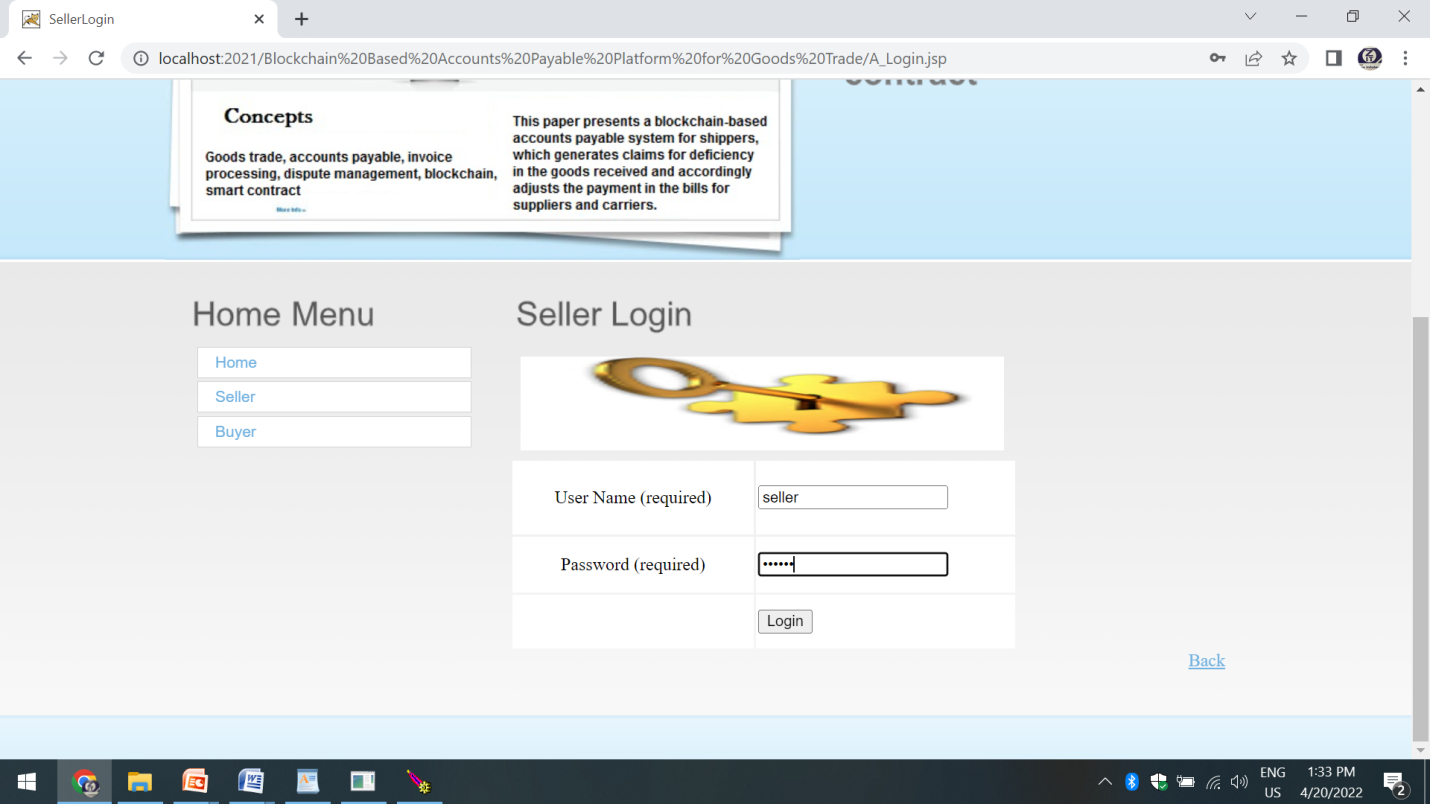 SellerLogin
localhost:2021/Blockchain%20Based%20Accounts%20Payable%20Platform%20for%20Goods%20Trade/A_Login.jsp
contract
Concepts
Goods trade, accounts payable, invoice
processing, dispute management, blockchain,
smart contract
More Info »
This paper presents a blockchain-based
accounts payable system for shippers,
which generates claims for deficiency
in the goods received and accordingly
adjusts the payment in the bills for
suppliers and carriers.
Home Menu
Home
Seller
Buyer
Seller Login
User Name (required)
seller
Password (required)
••••••
Login
Back
ENG
US
1:33 PM
4/20/2022
2